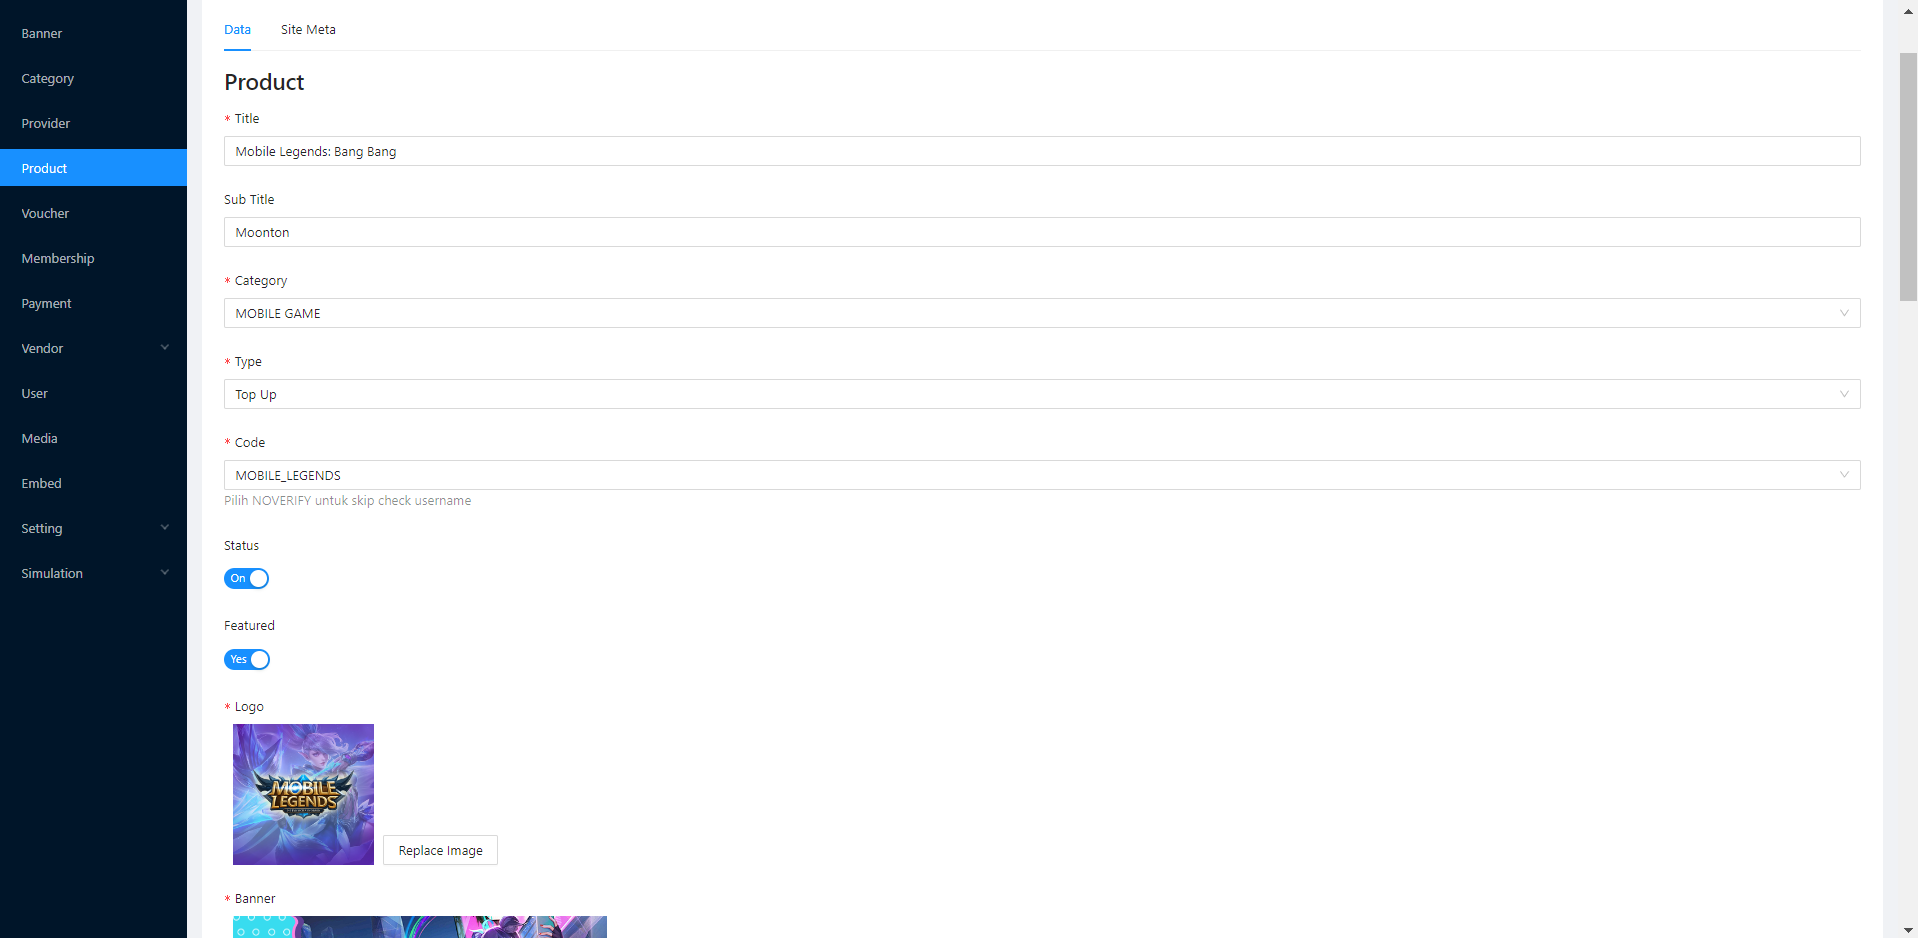 Banner
Category
Provider
Product
Voucher
Membership
Payment
Vendor
User
Media
Embed
Setting
Simulation
Data
Site Meta
Product
* Title
Mobile Legends: Bang Bang
Sub Title
Moonton
* Category
MOBILE GAME
* Type
Top Up
* Code
MOBILE_LEGENDS
Pilih NOVERIFY untuk skip check username
Status
On
Featured
Yes
* Logo
MOBILE
LEGENDS
Replace Image
* Banner